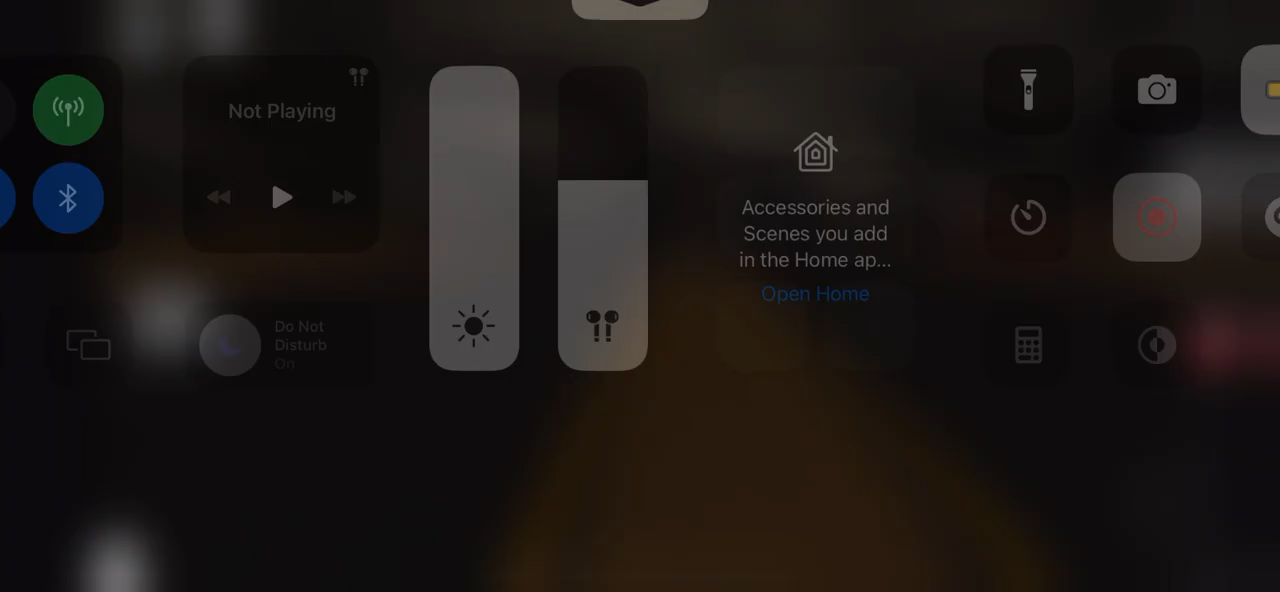 Not Playing
Accessories and
Scenes you add
in the Home ap...
Open Home
Do Not
Disturb
On